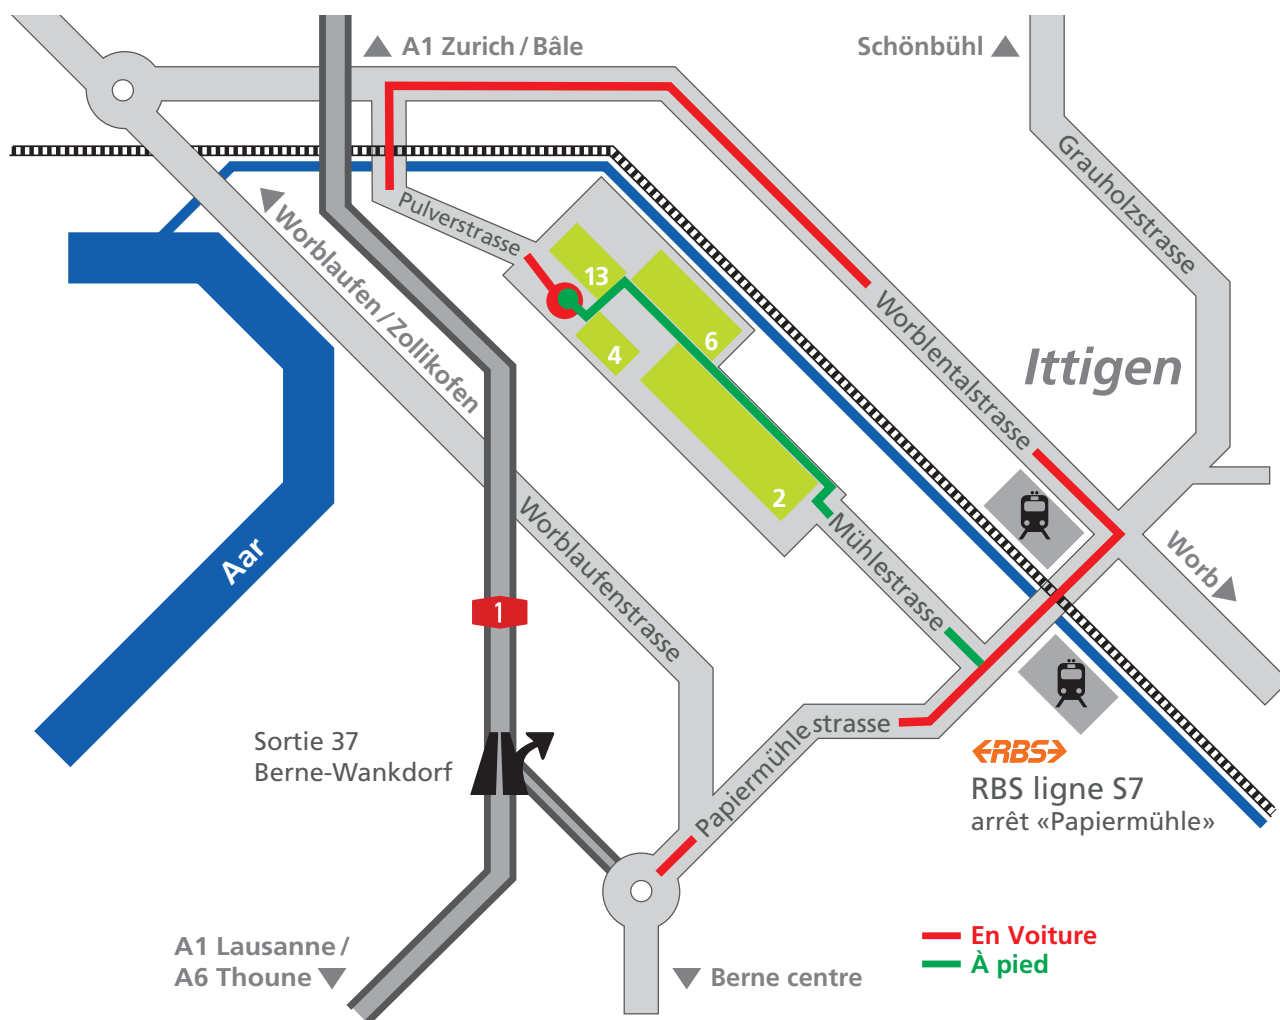 A1 Zurich / Bâle
Schönbühl
Grauholzstrasse
Pulverstrasse
Worblaufen / Zollikofen
13
6
4
2
Worblentalstrasse
Ittigen
Aar
Worblaufenstrasse
Mühlestrasse
Worb
1
Sortie 37
Berne-Wankdorf
Papiermühlestrasse
RBS
RBS ligne S7
arrêt «Papiermühle»
A1 Lausanne /
A6 Thoune
Berne centre
En Voiture
À pied